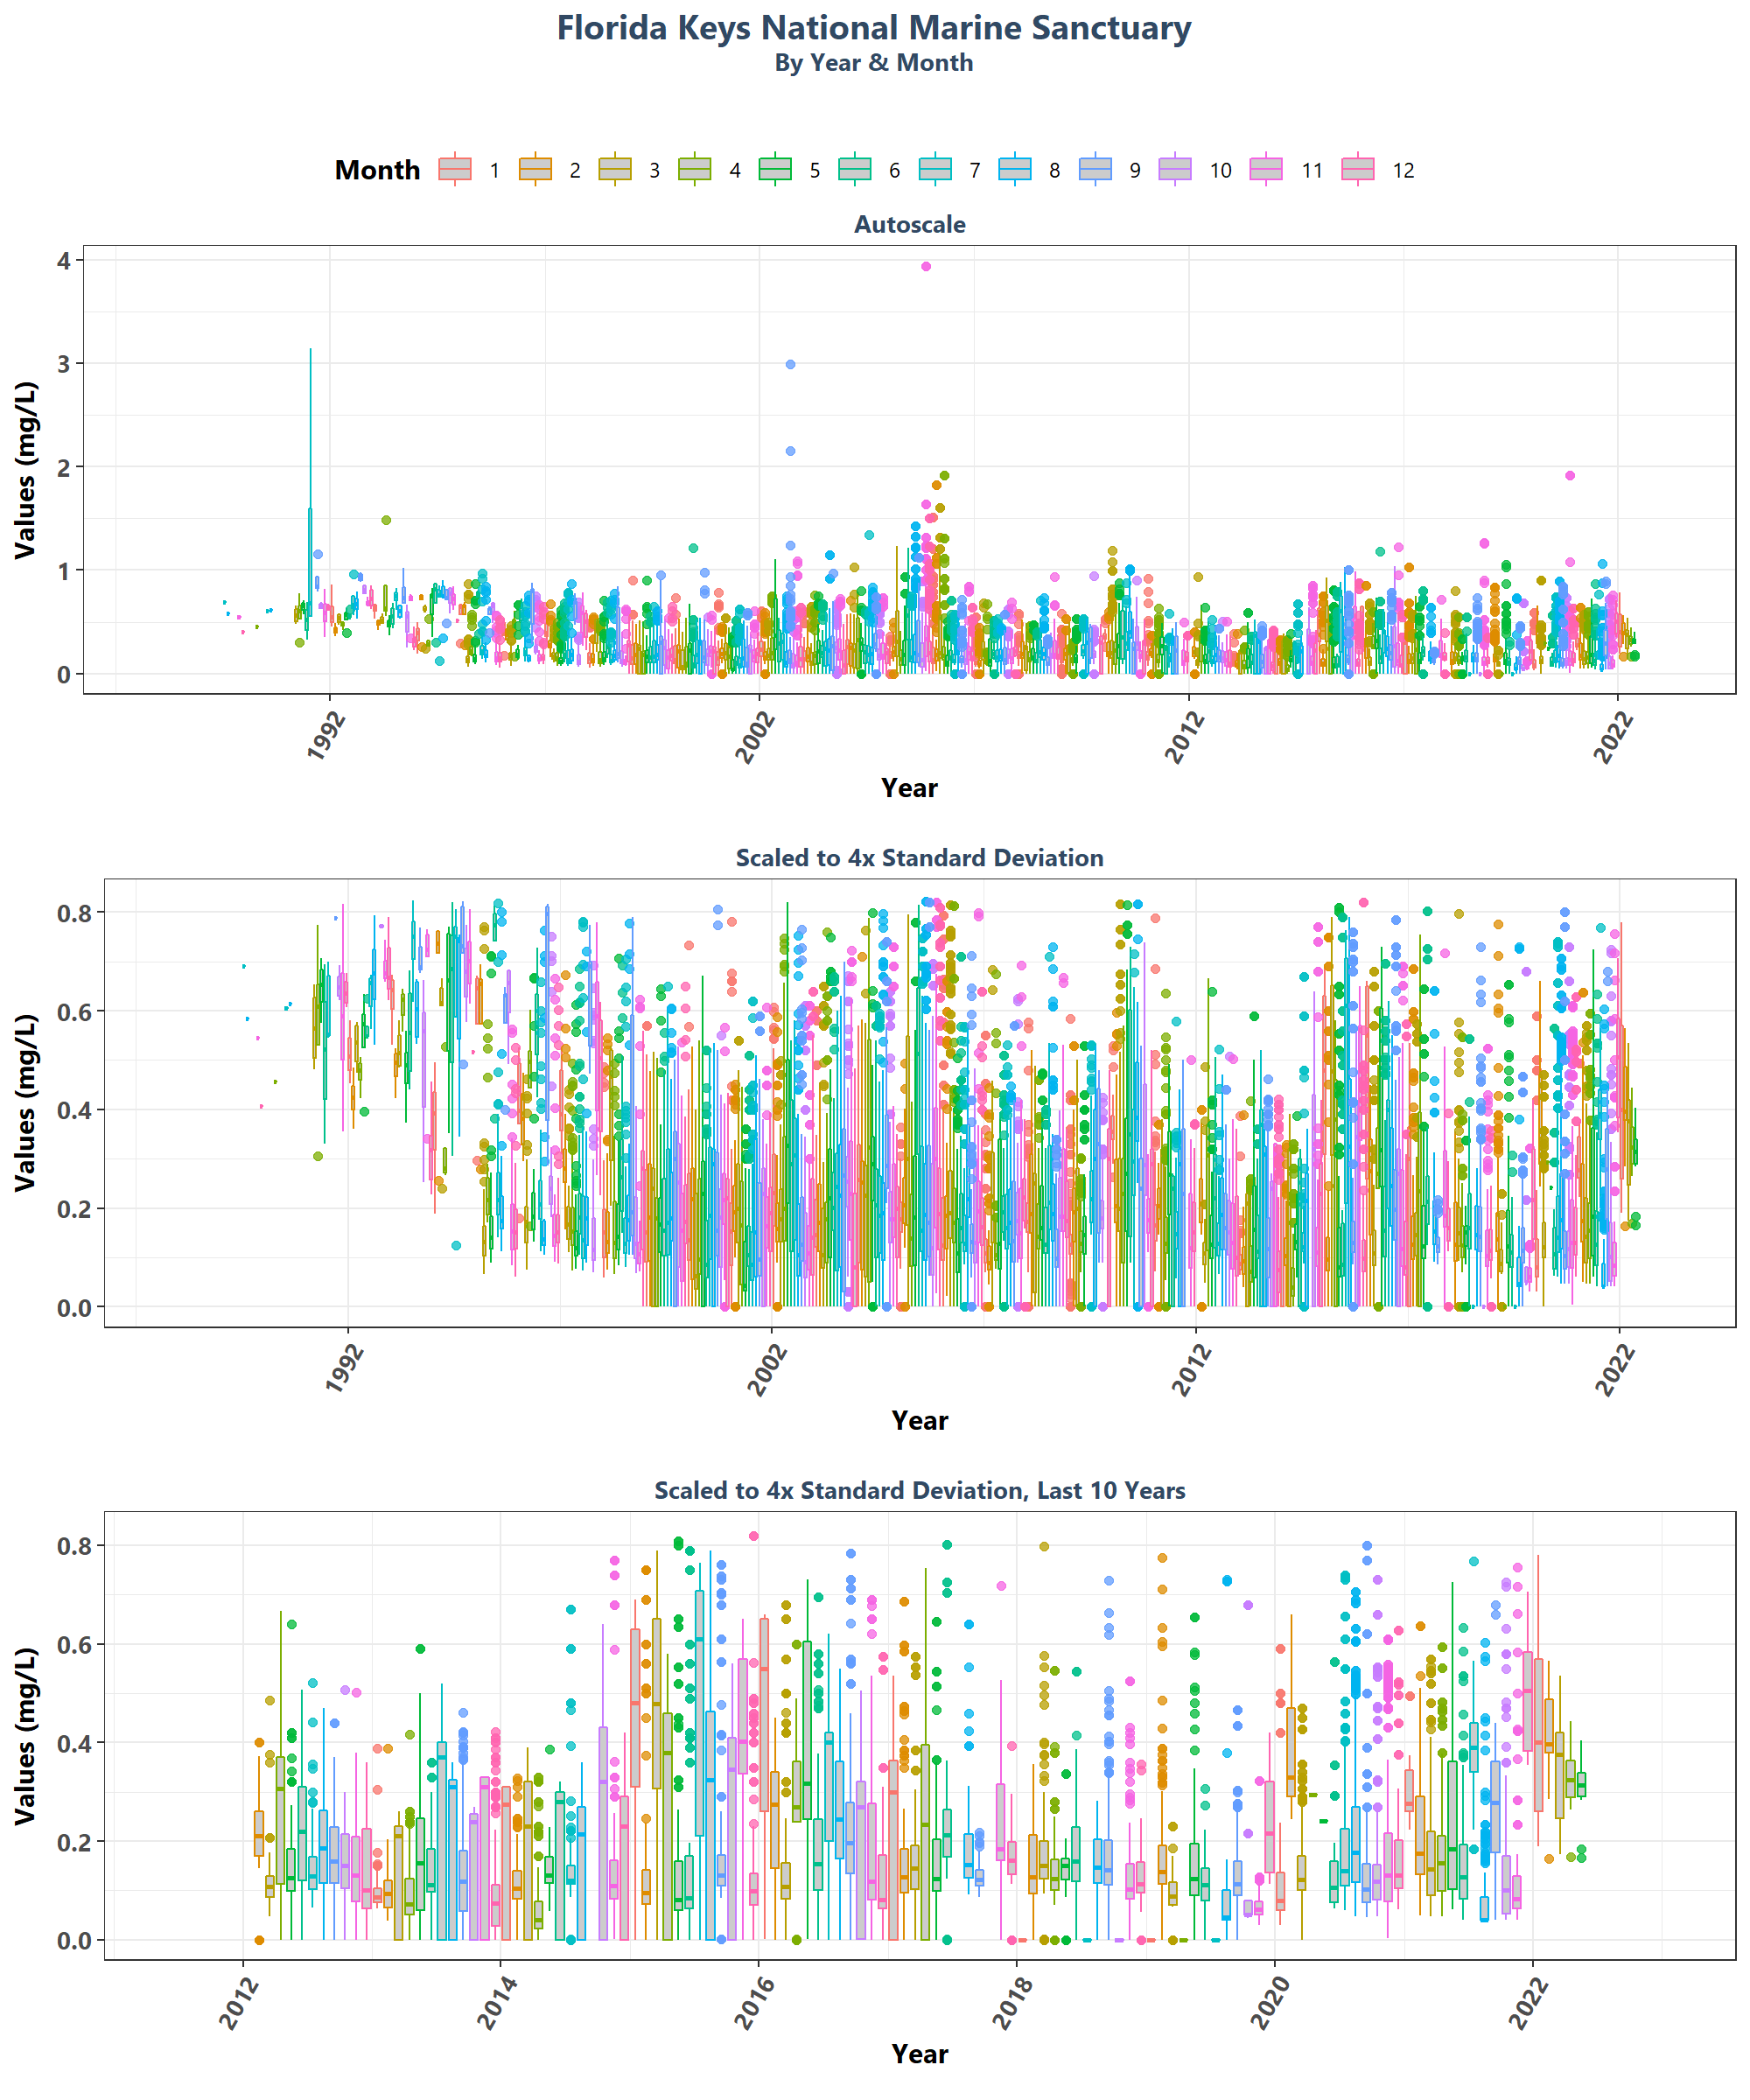 Florida Keys National Marine Sanctuary
By Year & Month
Month 1 2 3 4 5 6 7 8 9 10 11 12
Autoscale
Values (mg/L)
4
3
2
1
0
1992 2002 2012 2022
Year
Scaled to 4x Standard Deviation
Values (mg/L)
0.8
0.6
0.4
0.2
0.0
1992 2002 2012 2022
Year
Scaled to 4x Standard Deviation, Last 10 Years
Values (mg/L)
0.8
0.6
0.4
0.2
0.0
2012 2014 2016 2018 2020 2022
Year